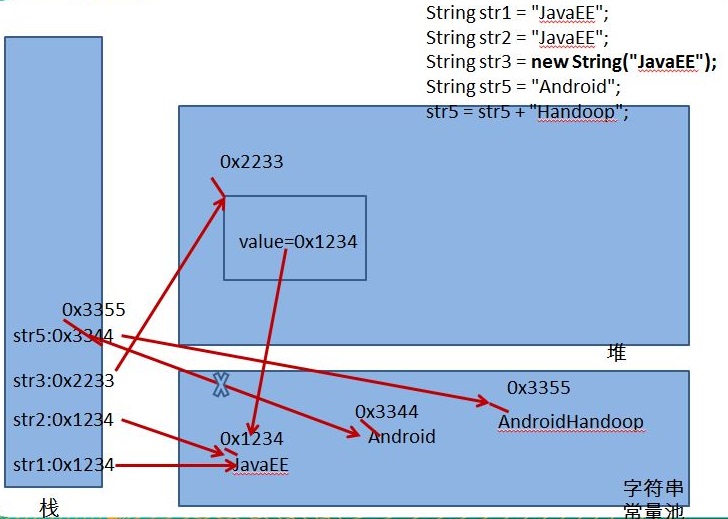 String str1 = "JavaEE";
String str2 = "JavaEE";
String str3 = new String("JavaEE");
String str5 = "Android";
str5 = str5 + "Handoop";
0x2233
value=0x1234
0x3355
str5:0x3344
堆
str3:0x2233
0x3355
0x3344
str2:0x1234
AndroidHandoop
Android
0x1234
str1:0x1234
JavaEE
字符串
常量池
栈